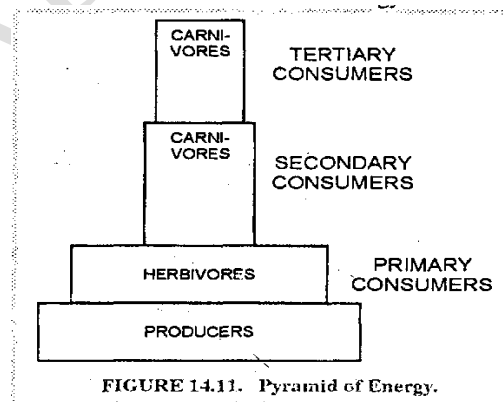 CARNI-
VORES
TERTIARY
CONSUMERS
CARNI-
VORES
SECONDARY
CONSUMERS
HERBIVORES
PRIMARY
CONSUMERS
PRODUCERS
FIGURE 14.11. Pyramid of Energy.